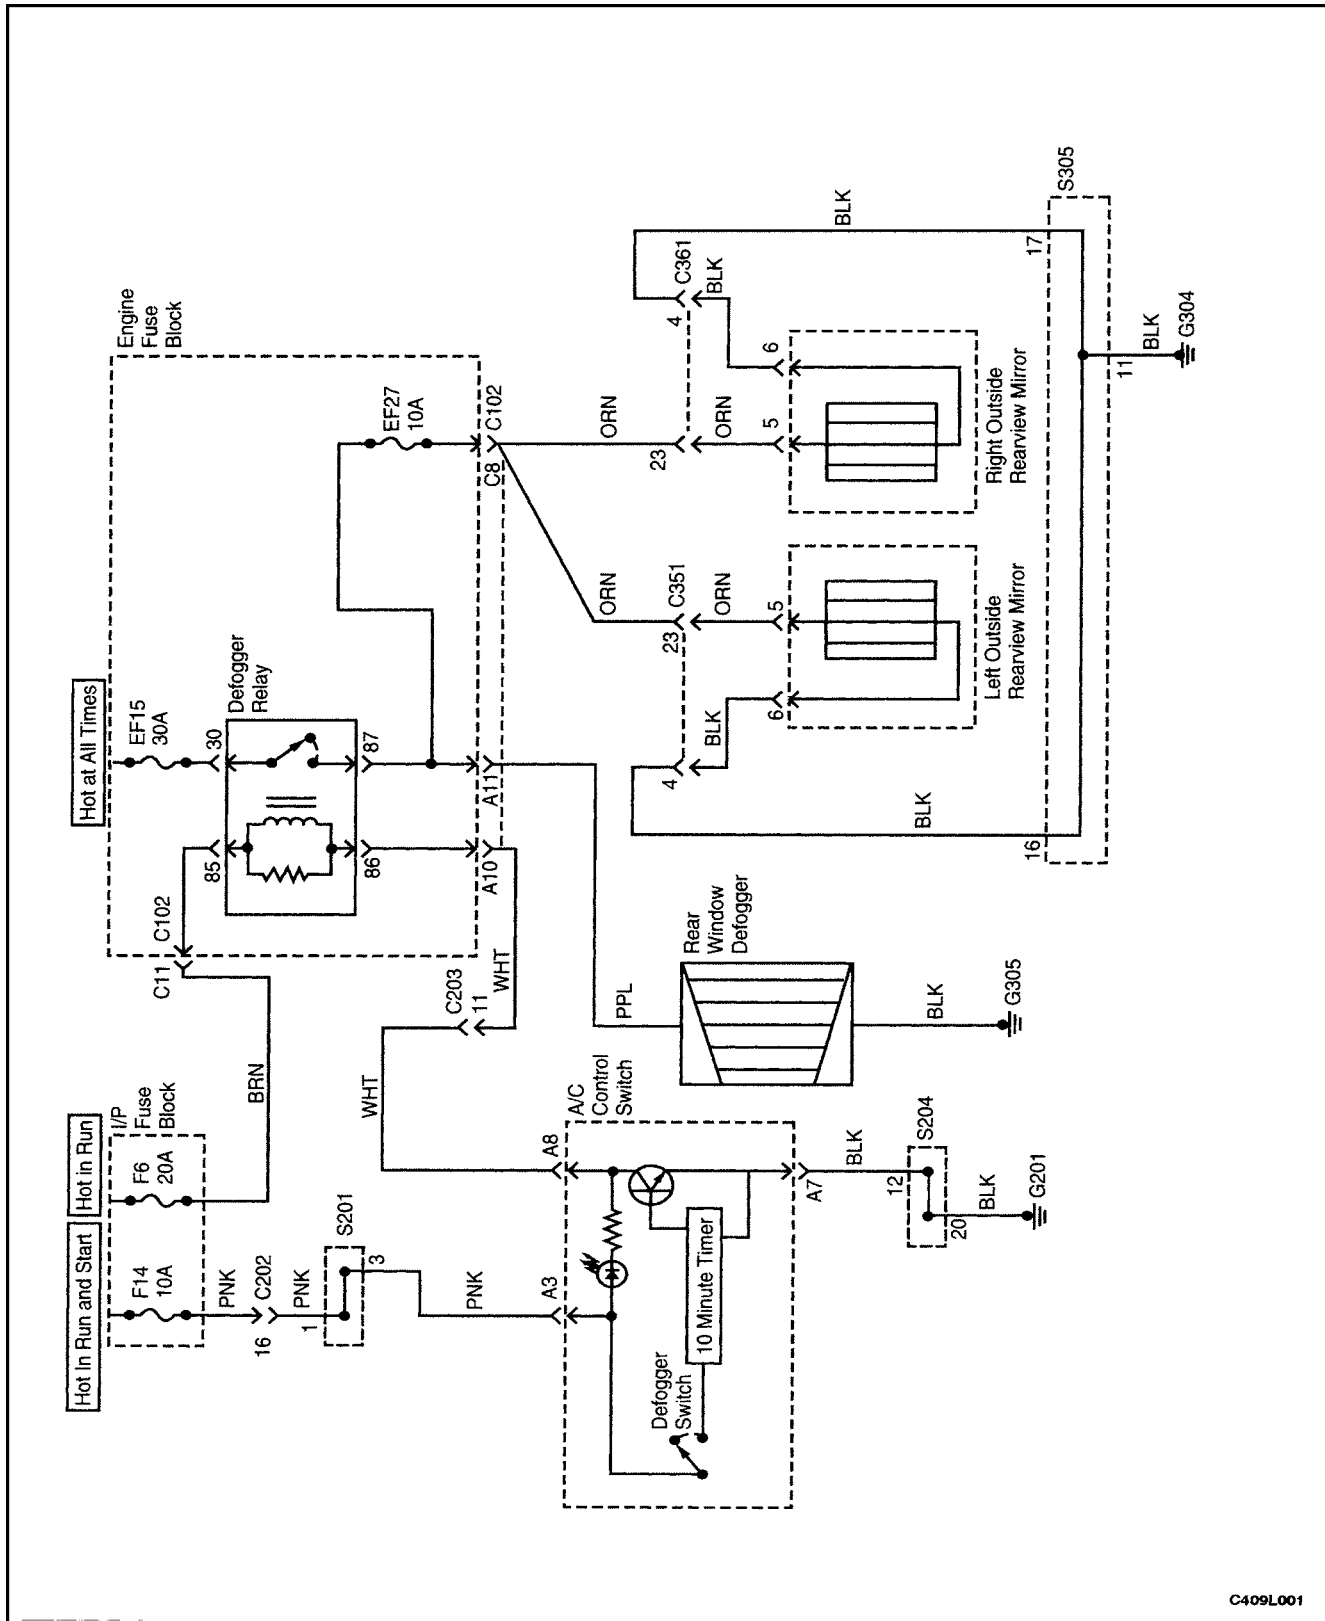 Hot In Run and Start
Hot in Run
Hot at All Times
I/P
Fuse
Block
F14
10A
F6
20A
EF15
30A
Engine
Fuse
Block
Defogger
Relay
C11
C102
85
30
86
87
EF27
10A
A10
A11
C8
C102
PNK
16
C202
PNK
1
S201
3
PNK
BRN
WHT
C203
11
WHT
A3
A8
A/C
Control
Switch
Defogger
Switch
10 Minute Timer
A7
BLK
12
S204
20
BLK
G201
PPL
Rear
Window
Defogger
BLK
G305
ORN
ORN
23
C351
4
ORN
BLK
5
6
Left Outside
Rearview Mirror
23
4
C361
ORN
BLK
5
6
Right Outside
Rearview Mirror
BLK
BLK
16
17
S305
11
BLK
G304
C409L001